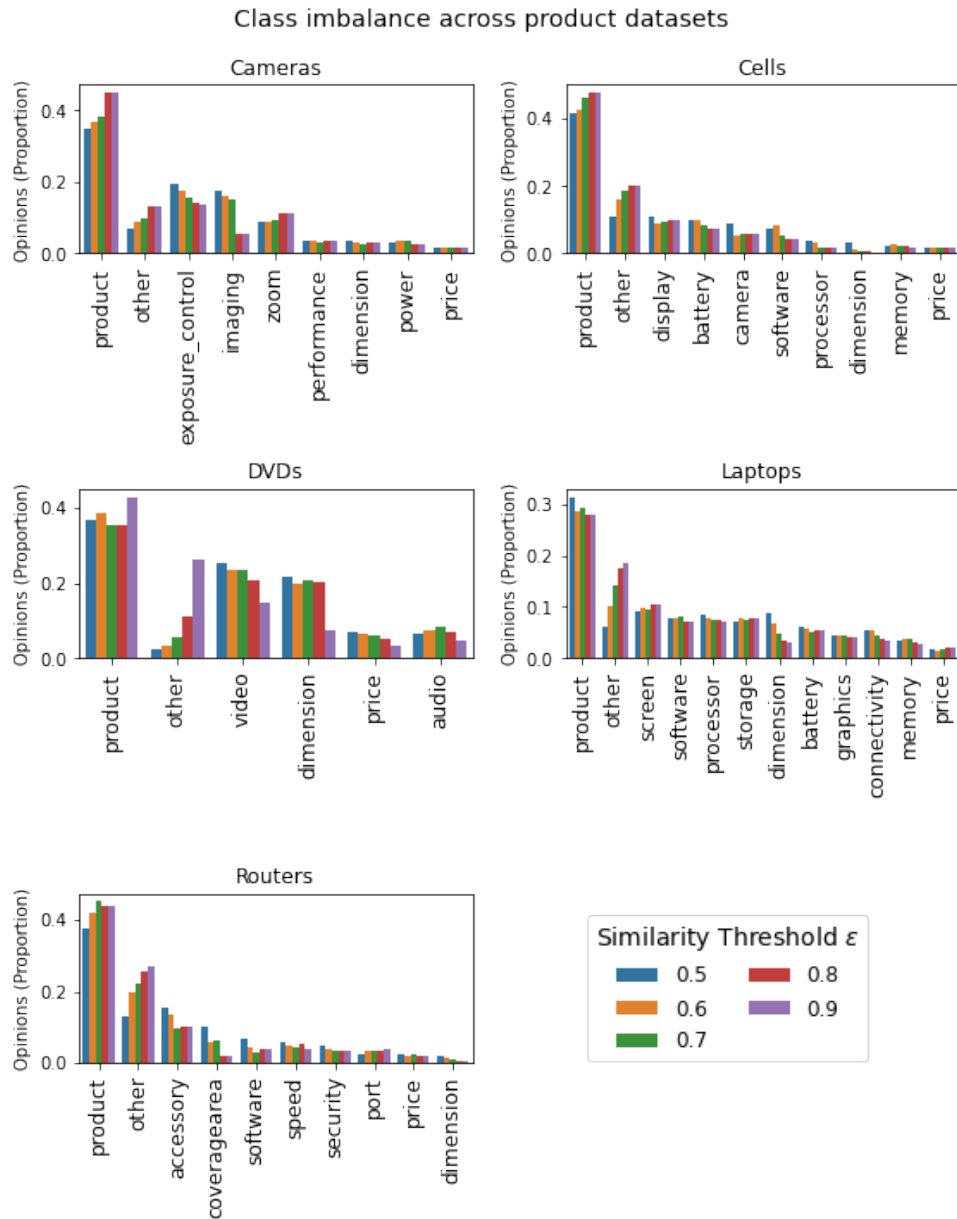 Class imbalance across product datasets
Cameras
Opinions (Proportion)
0.4
0.2
0.0
product
other
exposure_control
imaging
zoom
performance
dimension
power
price
Cells
Opinions (Proportion)
0.4
0.2
0.0
product
other
display
battery
camera
software
processor
dimension
memory
price
DVDs
Opinions (Proportion)
0.4
0.2
0.0
product
other
video
dimension
price
audio
Laptops
Opinions (Proportion)
0.3
0.2
0.1
0.0
product
other
screen
software
processor
storage
dimension
battery
graphics
connectivity
memory
price
Routers
Opinions (Proportion)
0.4
0.2
0.0
product
other
accessory
coveragearea
software
speed
security
port
price
dimension
Similarity Threshold ε
0.5
0.6
0.7
0.8
0.9